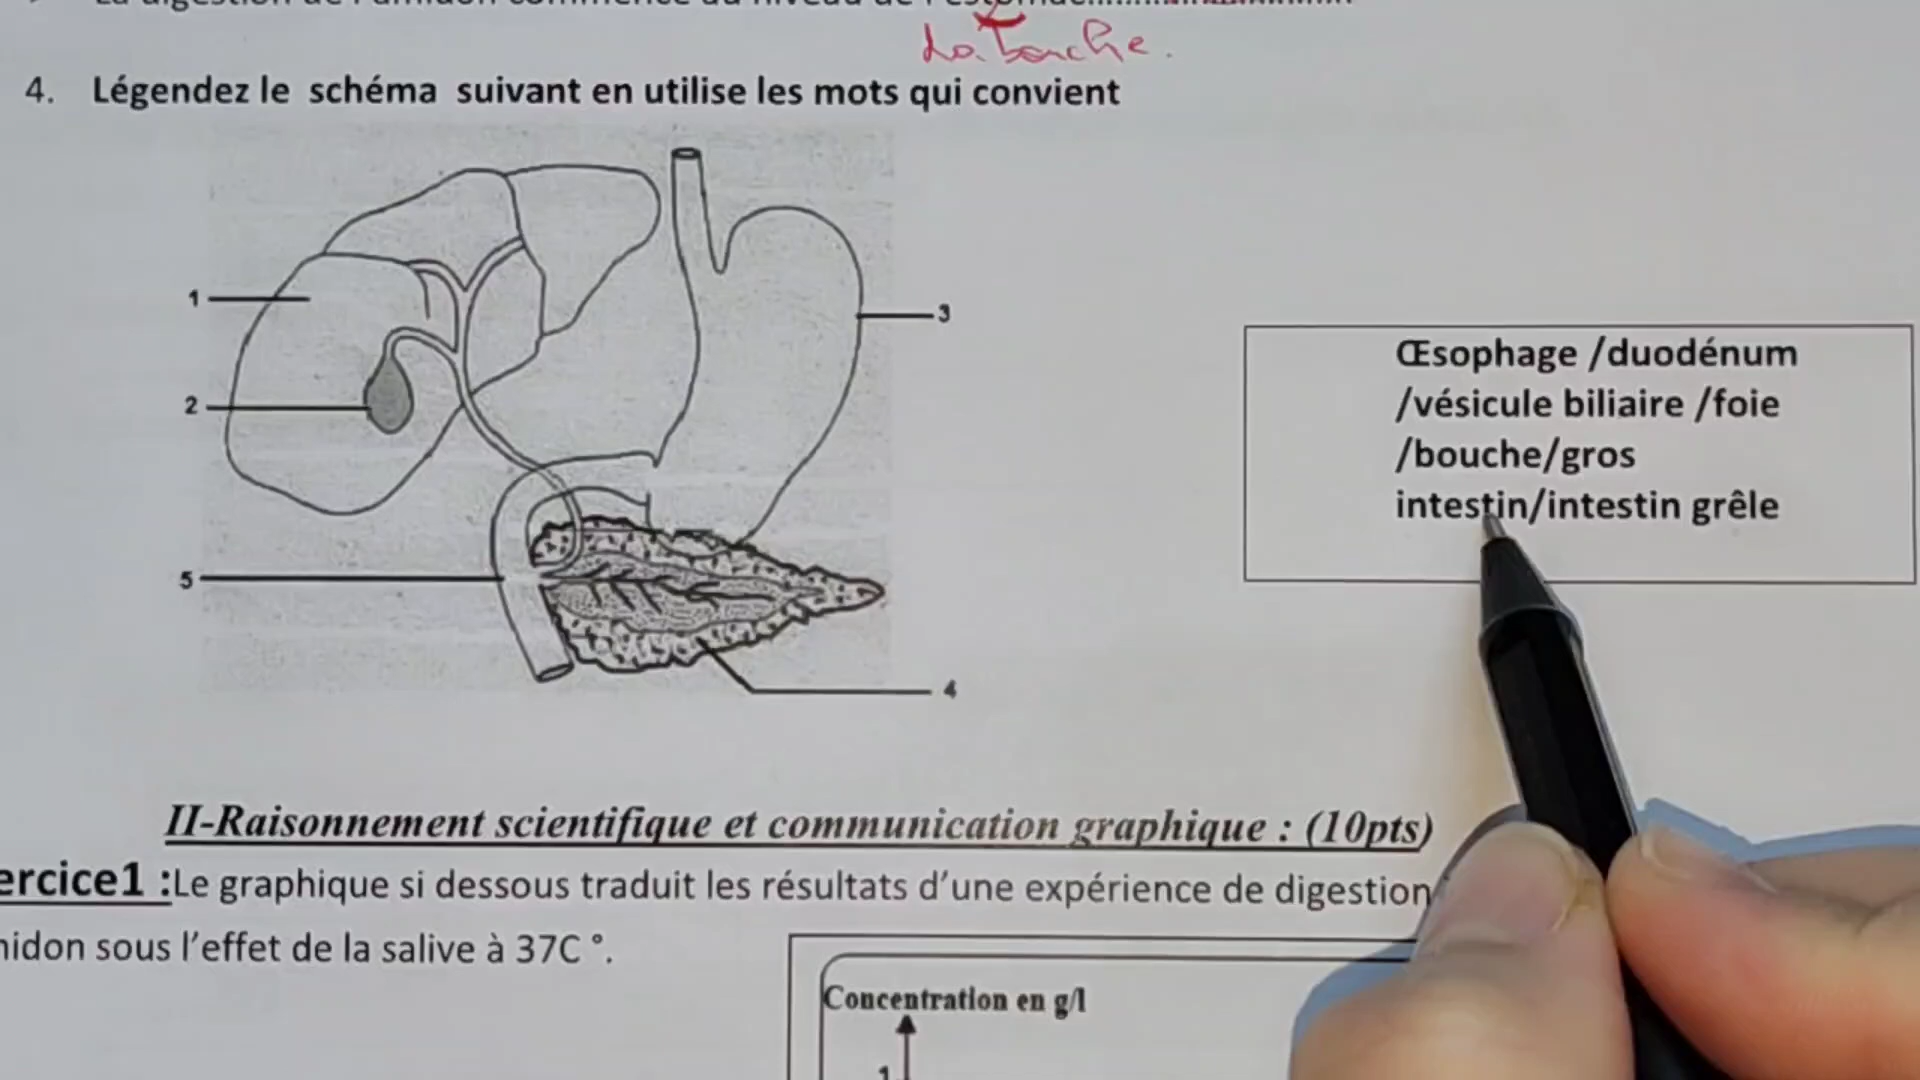 La bouche.
4. Légendez le schéma suivant en utilise les mots qui convient
1
3
2
5
4
Œsophage /duodénum
/vésicule biliaire /foie
/bouche/gros
intestin/intestin grêle
II-Raisonnement scientifique et communication graphique : (10pts)
ercice1 :Le graphique si dessous traduit les résultats d'une expérience de digestion
midon sous l'effet de la salive à 37C °.
Concentration en g/l
1